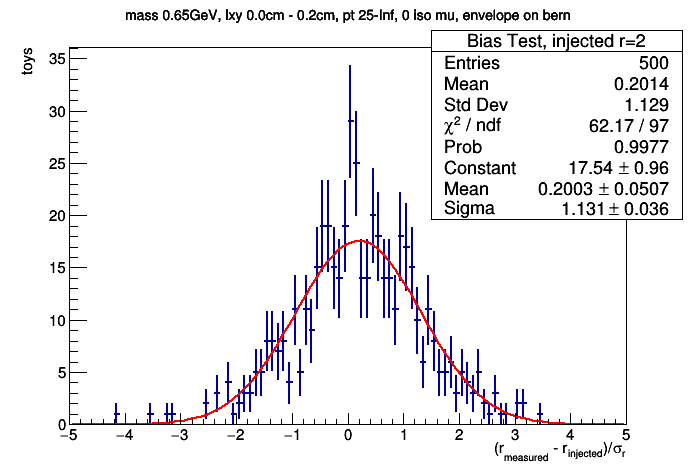 mass 0.65GeV, lxy 0.0cm - 0.2cm, pt 25-Inf, 0 Iso mu, envelope on bern
Bias Test, injected r=2
Entries 500
Mean 0.2014
Std Dev 1.129
χ² / ndf 62.17 / 97
Prob 0.9977
Constant 17.54 ± 0.96
Mean 0.2003 ± 0.0507
Sigma 1.131 ± 0.036
toys
35
30
25
20
15
10
5
0
−5 −4 −3 −2 −1 0 1 2 3 4 5
(r_measured - r_injected)/σ_r